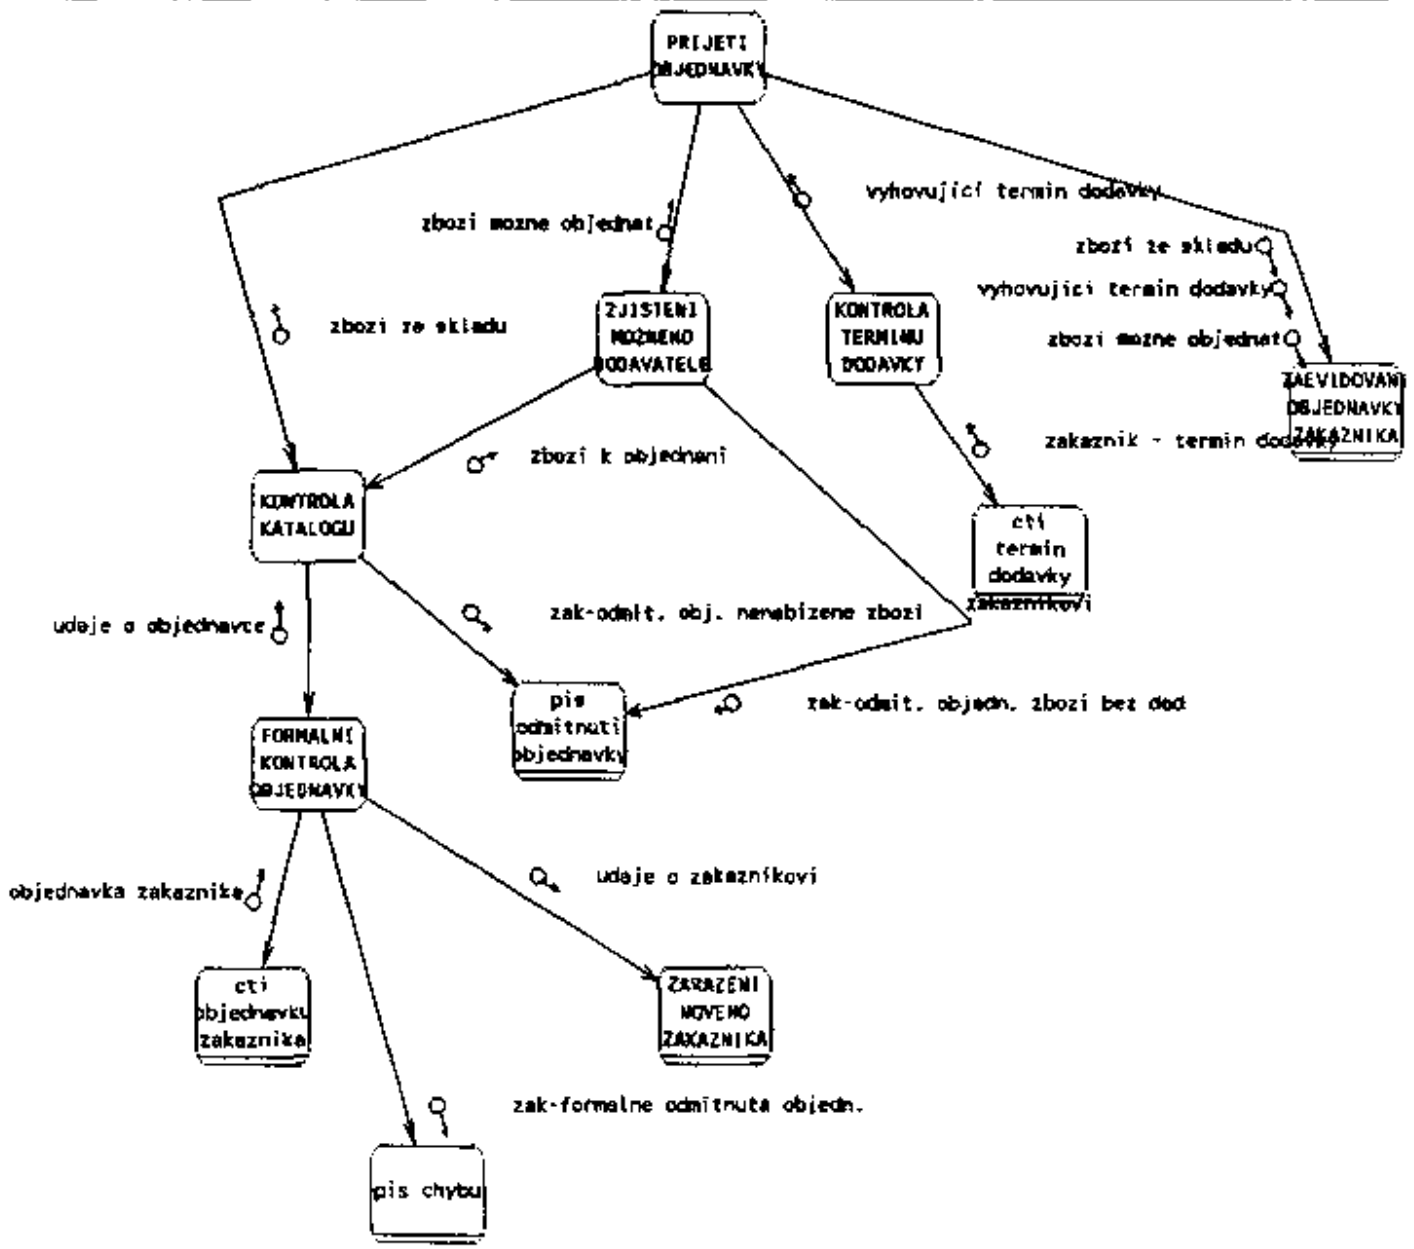 PRIJETI
OBJEDNAVKY
vyhovujici termin dodavky
zbozi mozne objednat
zbozi ze skladu
vyhovujici termin dodavky
zbozi mozne objednat
zbozi ze skladu
ZJISTENI
MOZNEHO
DODAVATELE
KONTROLA
TERMINU
DODAVKY
ZAEVIDOVANI
OBJEDNAVKY
ZAKAZNIKA
zakaznik - termin dodavky
zbozi k objednani
KONTROLA
KATALOGU
cti
termin
dodavky
zakaznikovi
udaje o objednavce
zak-odmit. obj. nenabizene zbozi
pis
odmitnuti
objednavky
zak-odmit. objedn. zbozi bez dod
FORMALNI
KONTROLA
OBJEDNAVKY
objednavka zakaznika
udaje o zakaznikovi
cti
objednavku
zakaznika
ZARAZENI
NOVEHO
ZAKAZNIKA
zak-formalne odmitnuta objedn.
pis chybu